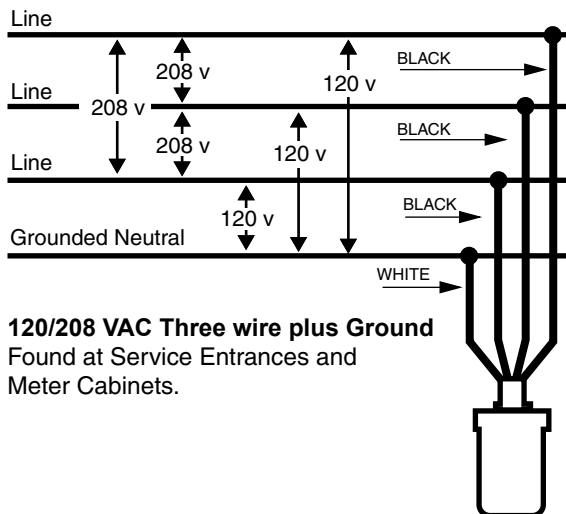 Line
BLACK
208 v
120 v
Line
208 v
BLACK
208 v
120 v
Line
120 v
BLACK
Grounded Neutral
WHITE
120/208 VAC Three wire plus Ground
Found at Service Entrances and
Meter Cabinets.